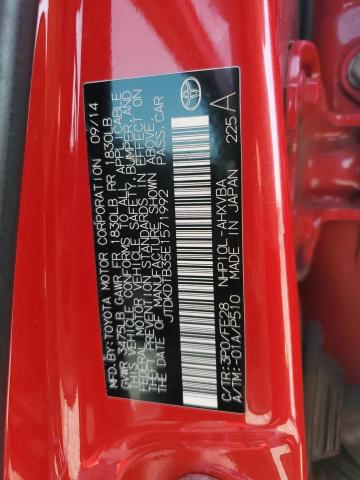 MFD.BY:TOYOTA MOTOR CORPORATION 09/14
GVWR 3475LB GAWR FR 1830LB RR 1830LB
THIS VEHICLE CONFORMS TO ALL APPLICABLE
FEDERAL MOTOR VEHICLE SAFETY, BUMPER, AND
THEFT PREVENTION STANDARDS IN EFFECT ON
THE DATE OF MANUFACTURE SHOWN ABOVE.
JTDKDTB35E1571992 PASS.CAR
C/TR:3P0/FE28 NHP10L-AHXVBA
A/TM:-01A/P510 MADE IN JAPAN 225 A